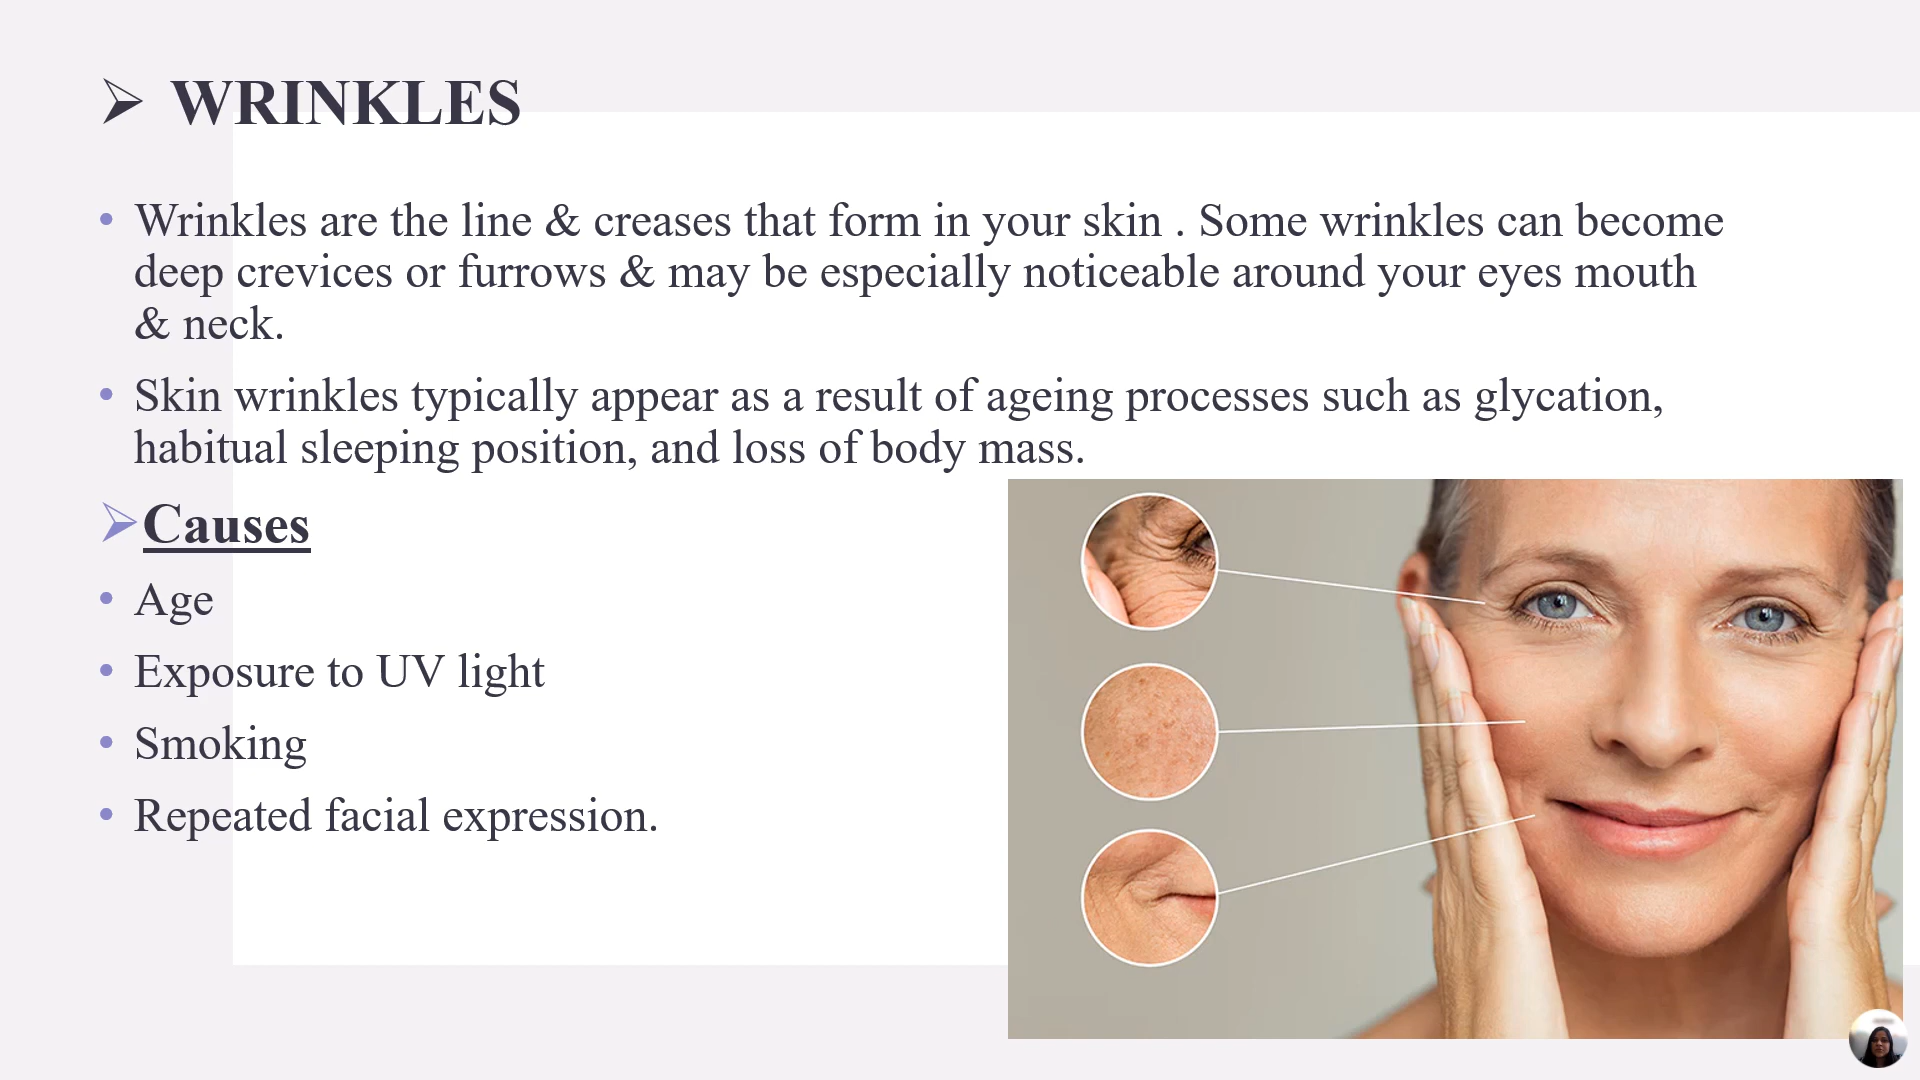 WRINKLES
Wrinkles are the line & creases that form in your skin . Some wrinkles can become
deep crevices or furrows & may be especially noticeable around your eyes mouth
& neck.
Skin wrinkles typically appear as a result of ageing processes such as glycation,
habitual sleeping position, and loss of body mass.
Causes
Age
Exposure to UV light
Smoking
Repeated facial expression.